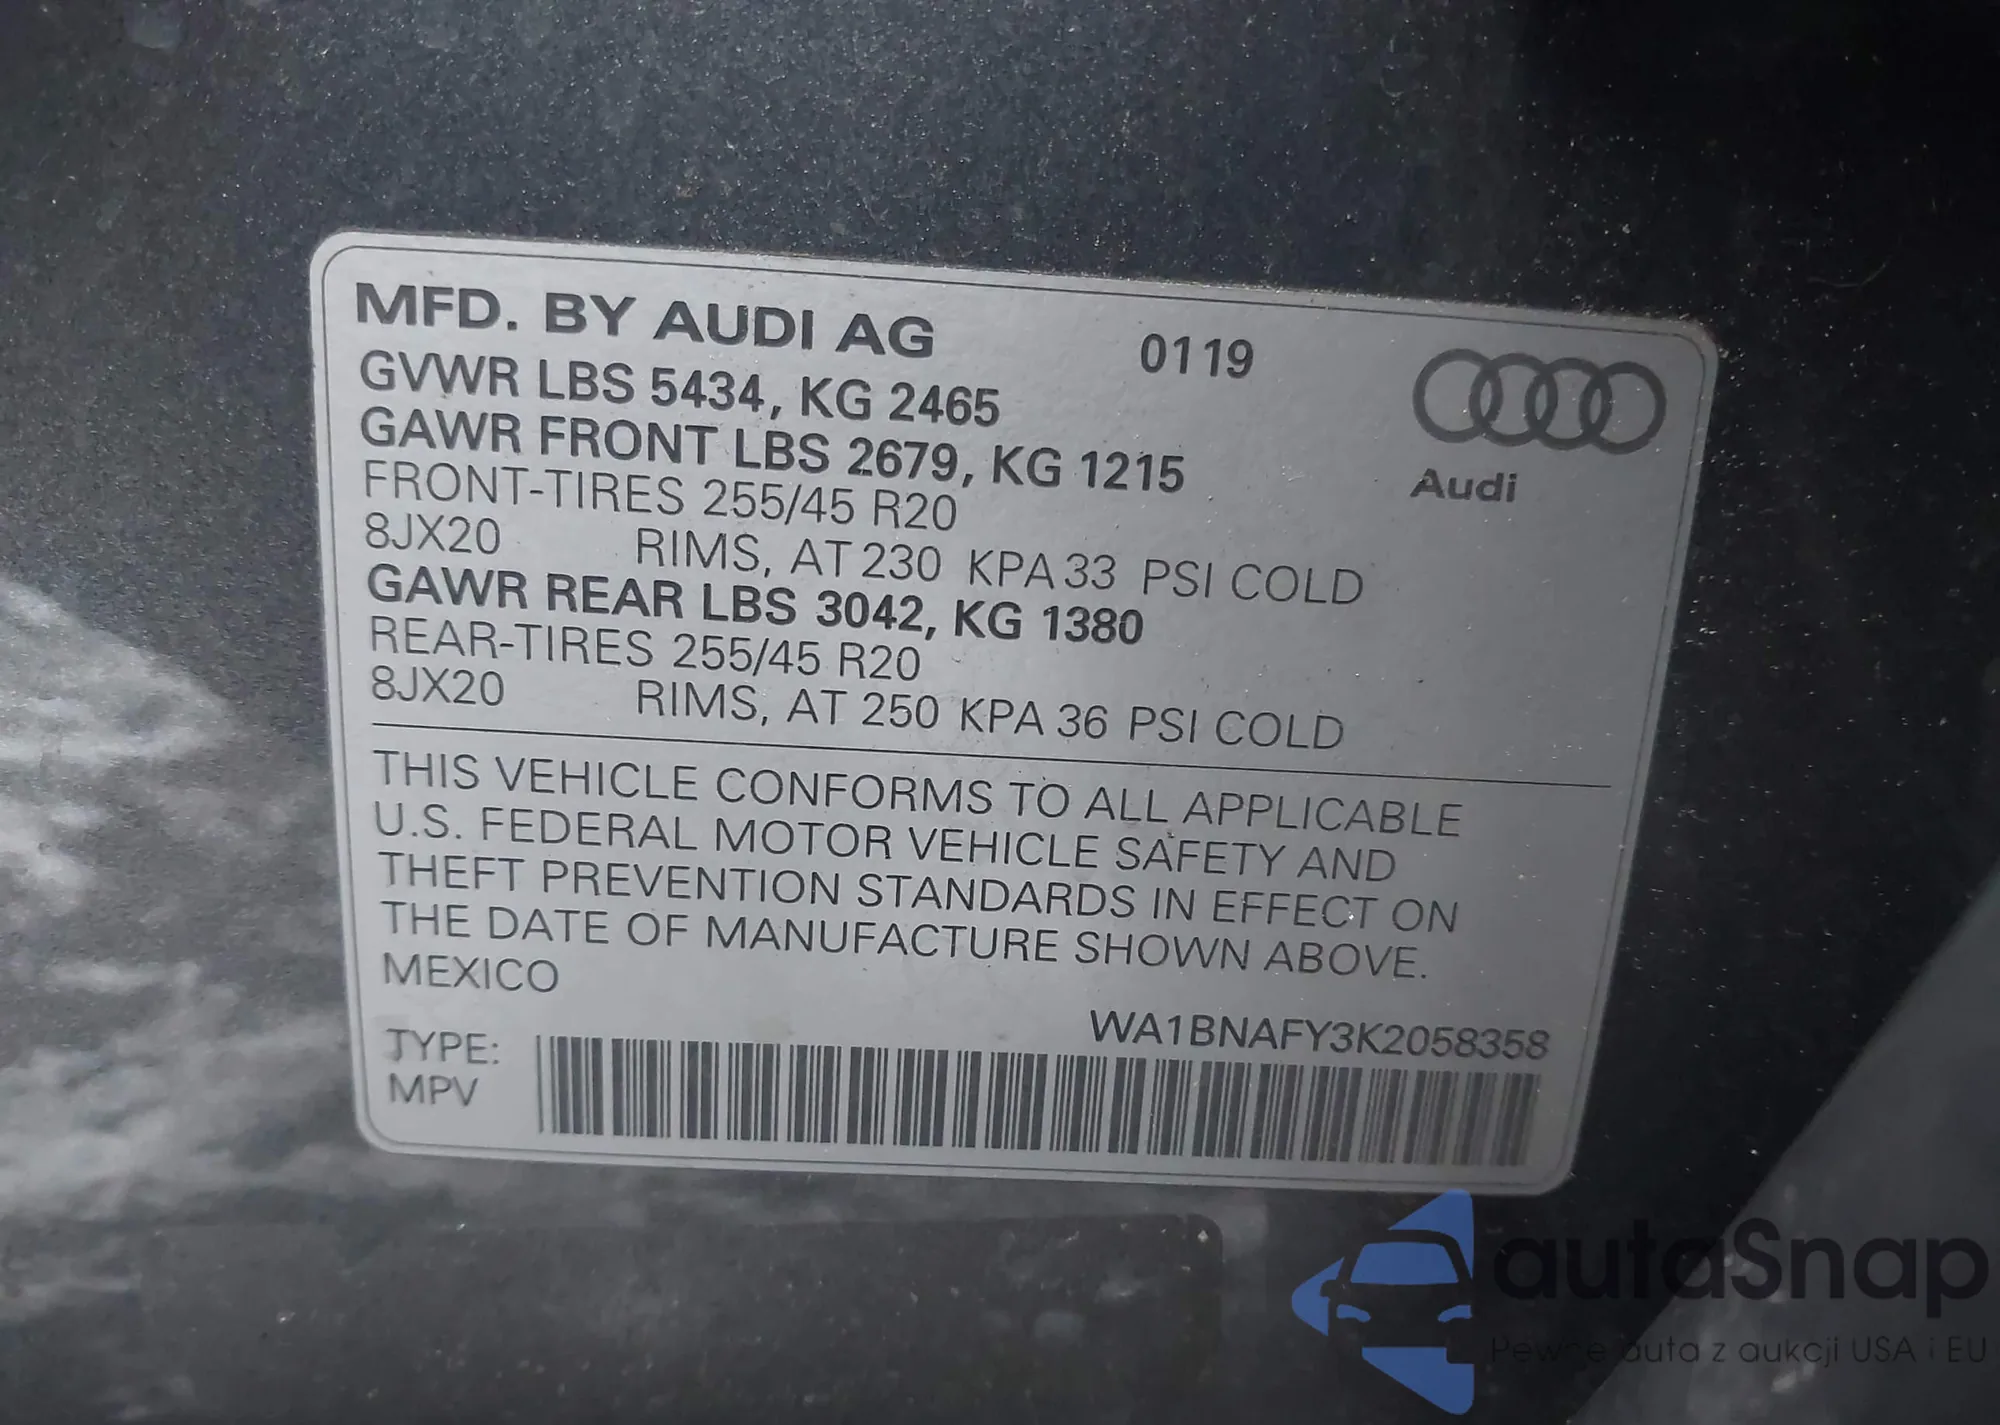 MFD. BY AUDI AG 0119
GVWR LBS 5434, KG 2465
GAWR FRONT LBS 2679, KG 1215
Audi
FRONT-TIRES 255/45 R20
8JX20 RIMS, AT 230 KPA 33 PSI COLD
GAWR REAR LBS 3042, KG 1380
REAR-TIRES 255/45 R20
8JX20 RIMS, AT 250 KPA 36 PSI COLD
THIS VEHICLE CONFORMS TO ALL APPLICABLE
U.S. FEDERAL MOTOR VEHICLE SAFETY AND
THEFT PREVENTION STANDARDS IN EFFECT ON
THE DATE OF MANUFACTURE SHOWN ABOVE.
MEXICO
WA1BNAFY3K2058358
TYPE:
MPV
autaSnap
Pewne auta z aukcji USA i EU